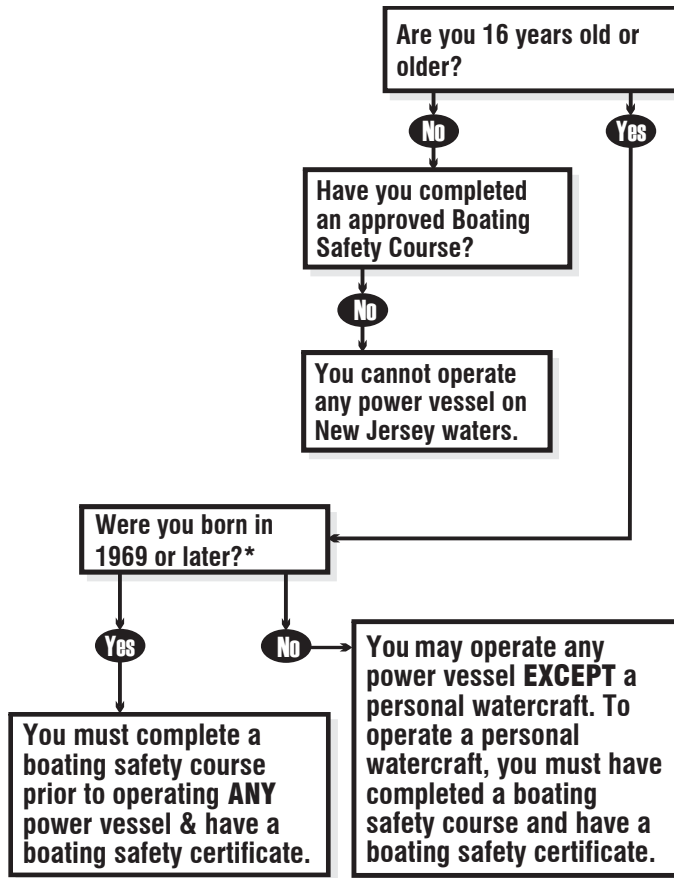 Are you 16 years old or
older?
No
Yes
Have you completed
an approved Boating
Safety Course?
No
You cannot operate
any power vessel on
New Jersey waters.
Were you born in
1969 or later?*
Yes
No
You must complete a
boating safety course
prior to operating ANY
power vessel & have a
boating safety certificate.
You may operate any
power vessel EXCEPT a
personal watercraft. To
operate a personal
watercraft, you must have
completed a boating
safety course and have a
boating safety certificate.